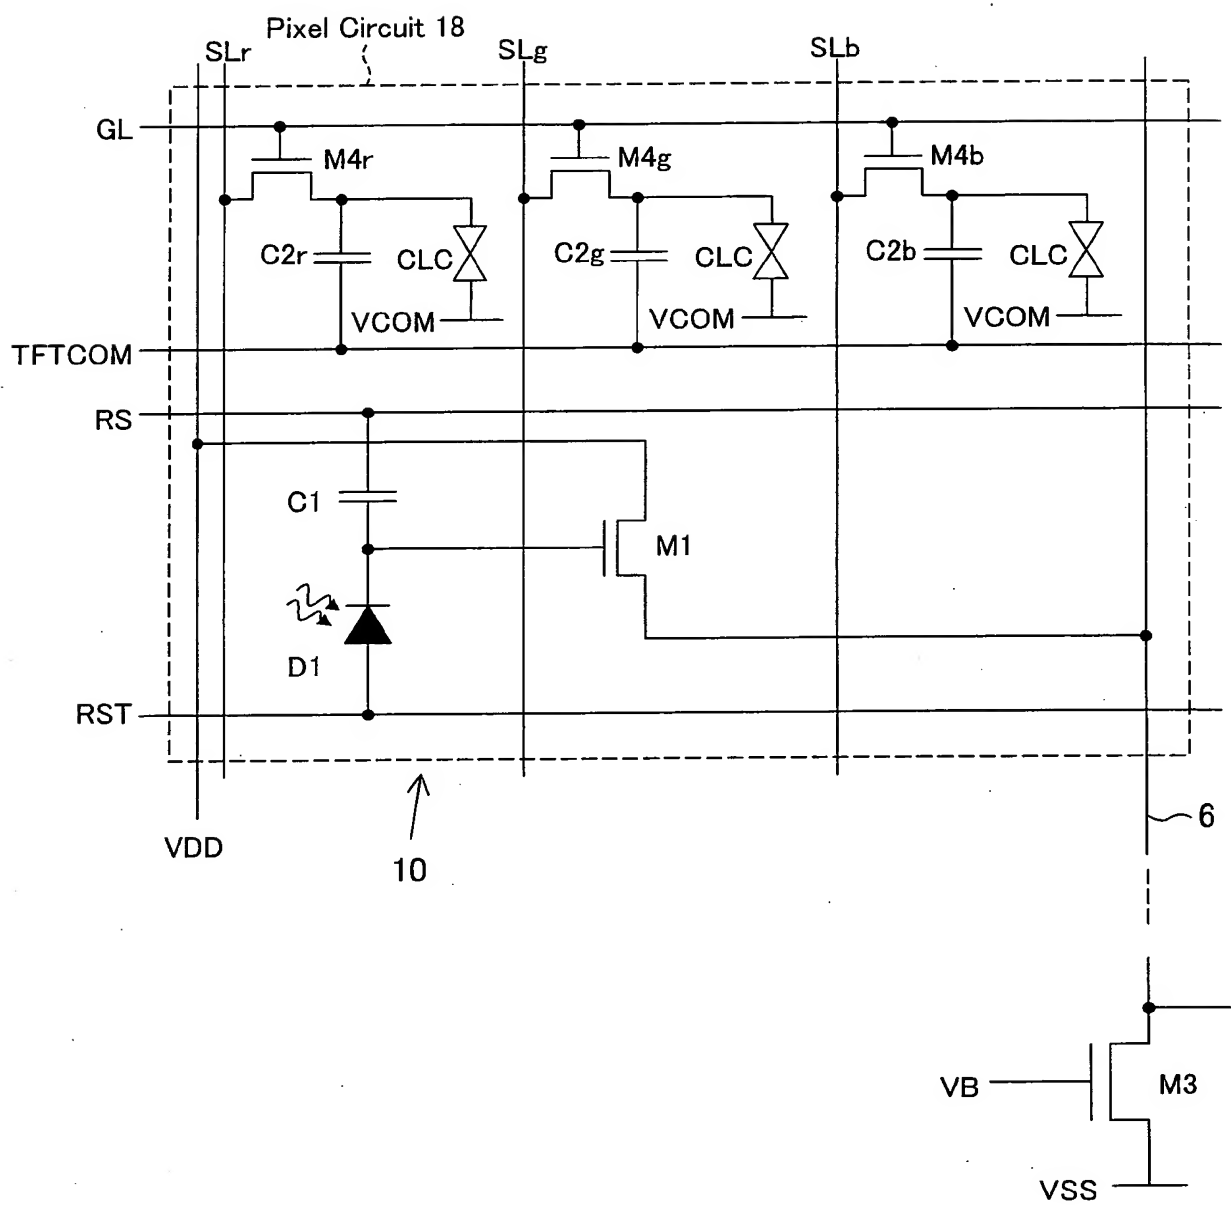 Pixel Circuit 18
SLr
SLg
SLb
GL
M4r
M4g
M4b
C2r
CLC
C2g
CLC
C2b
CLC
VCOM
VCOM
VCOM
TFTCOM
RS
C1
M1
D1
RST
VDD
10
6
VB
M3
VSS